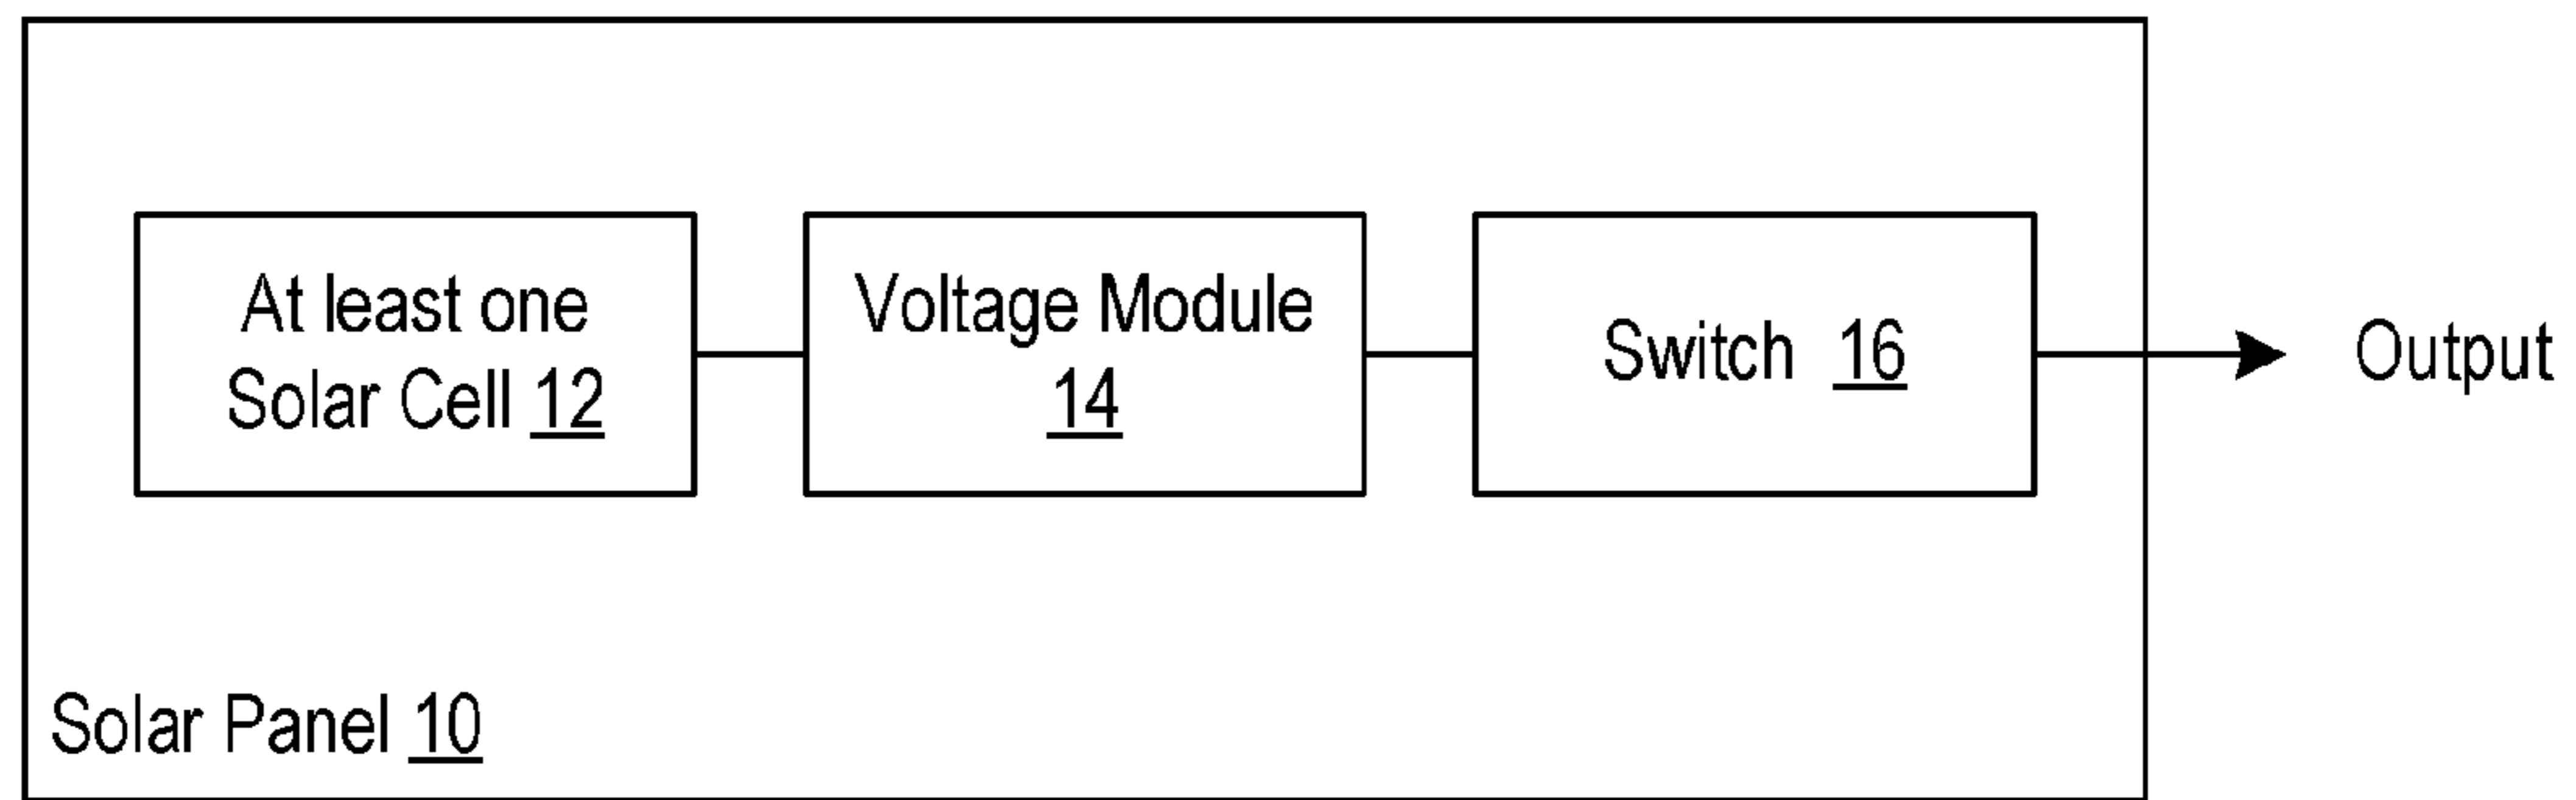 At least one
Solar Cell 12
Voltage Module
14
Switch 16
Output
Solar Panel 10